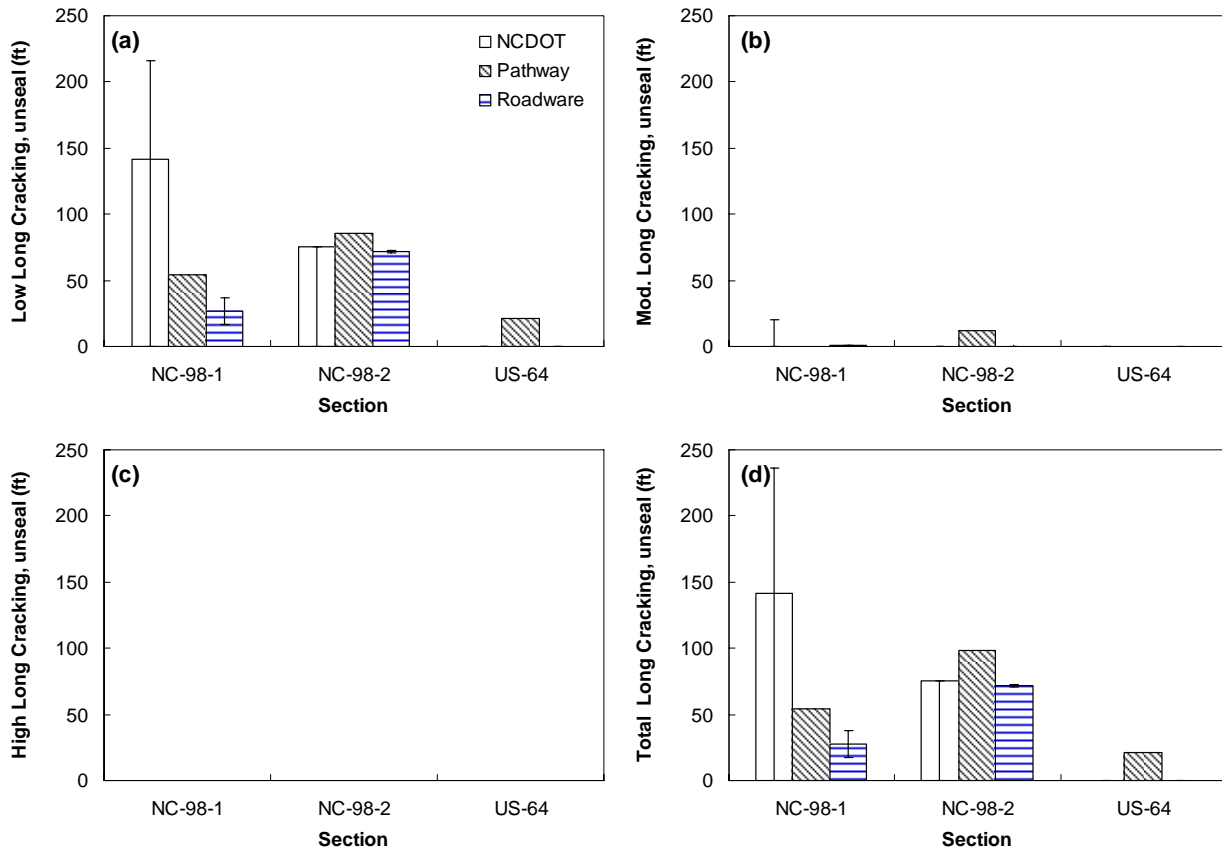 Low Long Cracking, unseal (ft)
250
200
150
100
50
0
(a)
NCDOT
Pathway
Roadware
NC-98-1 NC-98-2 US-64
Section
Mod. Long Cracking, unseal (ft)
250
200
150
100
50
0
(b)
NC-98-1 NC-98-2 US-64
Section
High Long Cracking, unseal (ft)
250
200
150
100
50
0
(c)
NC-98-1 NC-98-2 US-64
Section
Total Long Cracking, unseal (ft)
250
200
150
100
50
0
(d)
NC-98-1 NC-98-2 US-64
Section